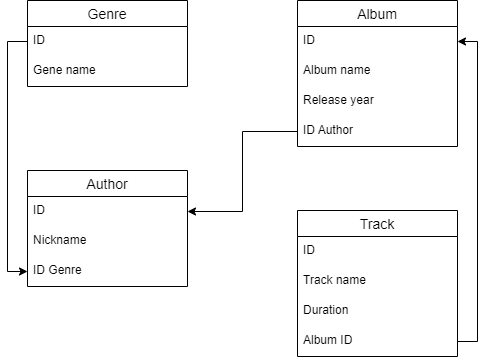 Genre
ID
Gene name
Album
ID
Album name
Release year
ID Author
Author
ID
Nickname
ID Genre
Track
ID
Track name
Duration
Album ID